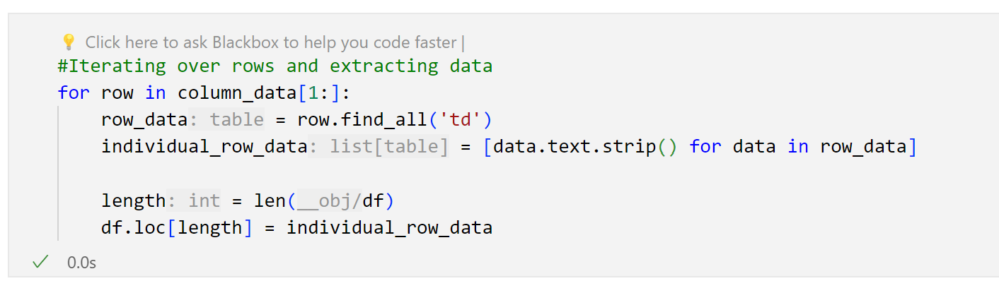 💡 Click here to ask Blackbox to help you code faster |
#Iterating over rows and extracting data
for row in column_data[1:]:
    row_data: table = row.find_all('td')
    individual_row_data: list[table] = [data.text.strip() for data in row_data]
    length: int = len(__obj/df)
    df.loc[length] = individual_row_data
✓ 0.0s